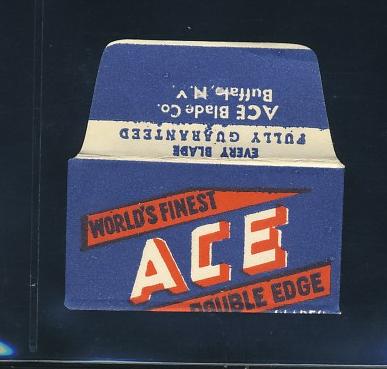 EVERY BLADE
FULLY GUARANTEED
ACE Blade Co.
Buffalo, N.Y.
WORLD'S FINEST
ACE
DOUBLE EDGE